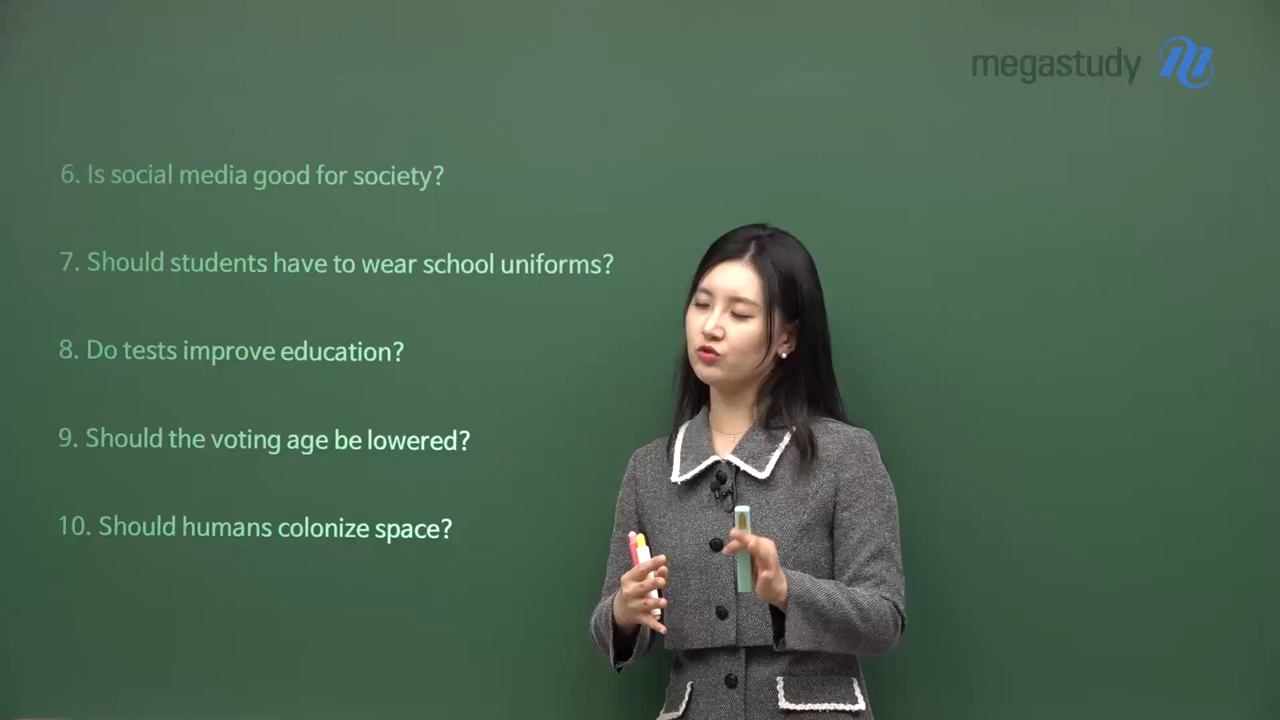 megastudy
6. Is social media good for society?
7. Should students have to wear school uniforms?
8. Do tests improve education?
9. Should the voting age be lowered?
10. Should humans colonize space?